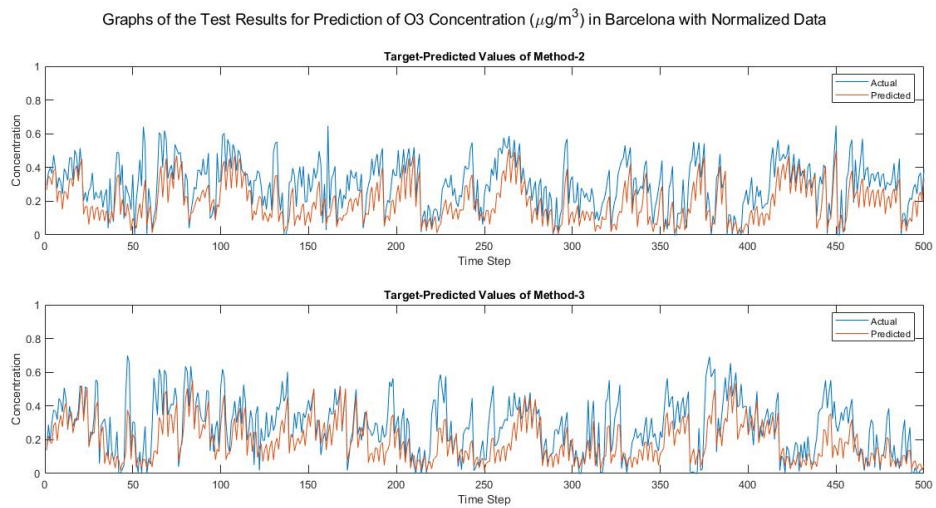 Graphs of the Test Results for Prediction of O3 Concentration (μg/m³) in Barcelona with Normalized Data
Target-Predicted Values of Method-2
Concentration
1
0.8
0.6
0.4
0.2
0
Actual
Predicted
0 50 100 150 200 250 300 350 400 450 500
Time Step
Target-Predicted Values of Method-3
Concentration
1
0.8
0.6
0.4
0.2
0
Actual
Predicted
0 50 100 150 200 250 300 350 400 450 500
Time Step